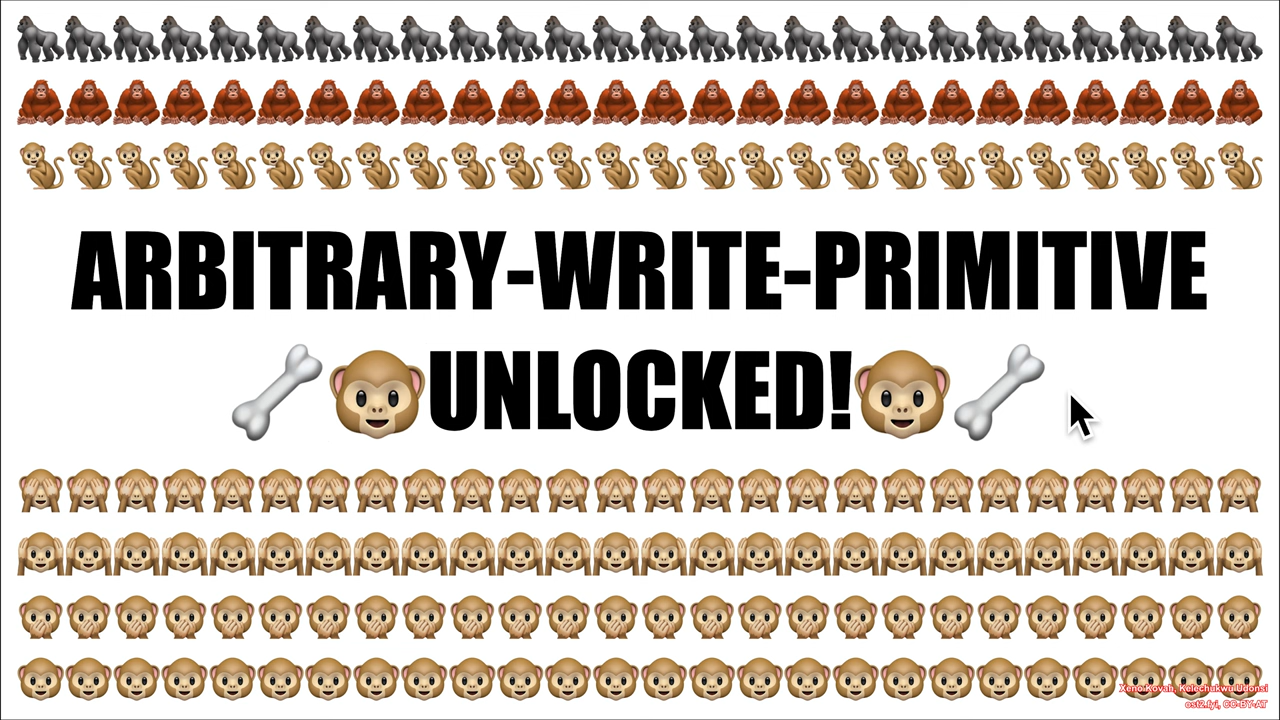 ARBITRARY-WRITE-PRIMITIVE
UNLOCKED!
Xeno Kovah, Kelechukwu Udonsi
ost2.fyi, CC-BY-AT